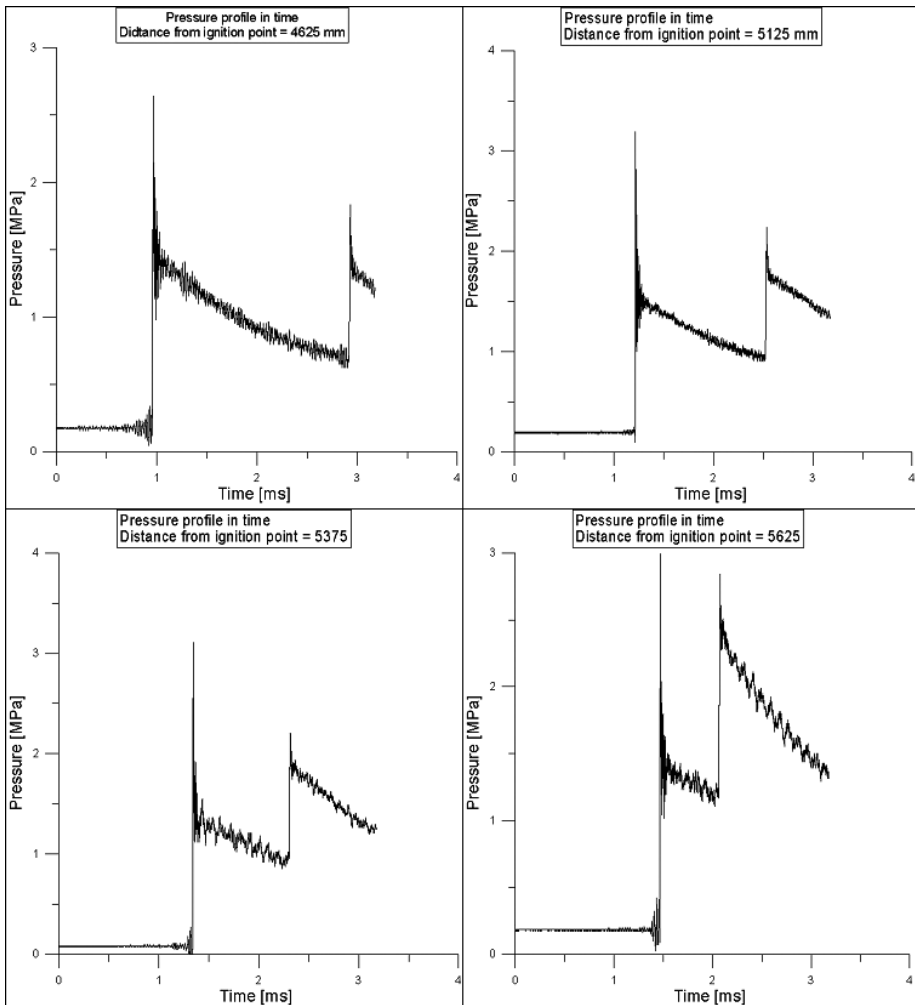 Pressure profile in time
Didtance from ignition point = 4625 mm
3
2
1
0
Pressure [MPa]
0
1
2
3
4
Time [ms]
Pressure profile in time
Distance from ignition point = 5125 mm
4
3
2
1
0
Pressure [MPa]
0
1
2
3
4
Time [ms]
Pressure profile in time
Distance from ignition point = 5375
4
3
2
1
0
Pressure [MPa]
0
1
2
3
4
Time [ms]
Pressure profile in time
Distance from ignition point = 5625
3
2
1
0
Pressure [MPa]
0
1
2
3
4
Time [ms]